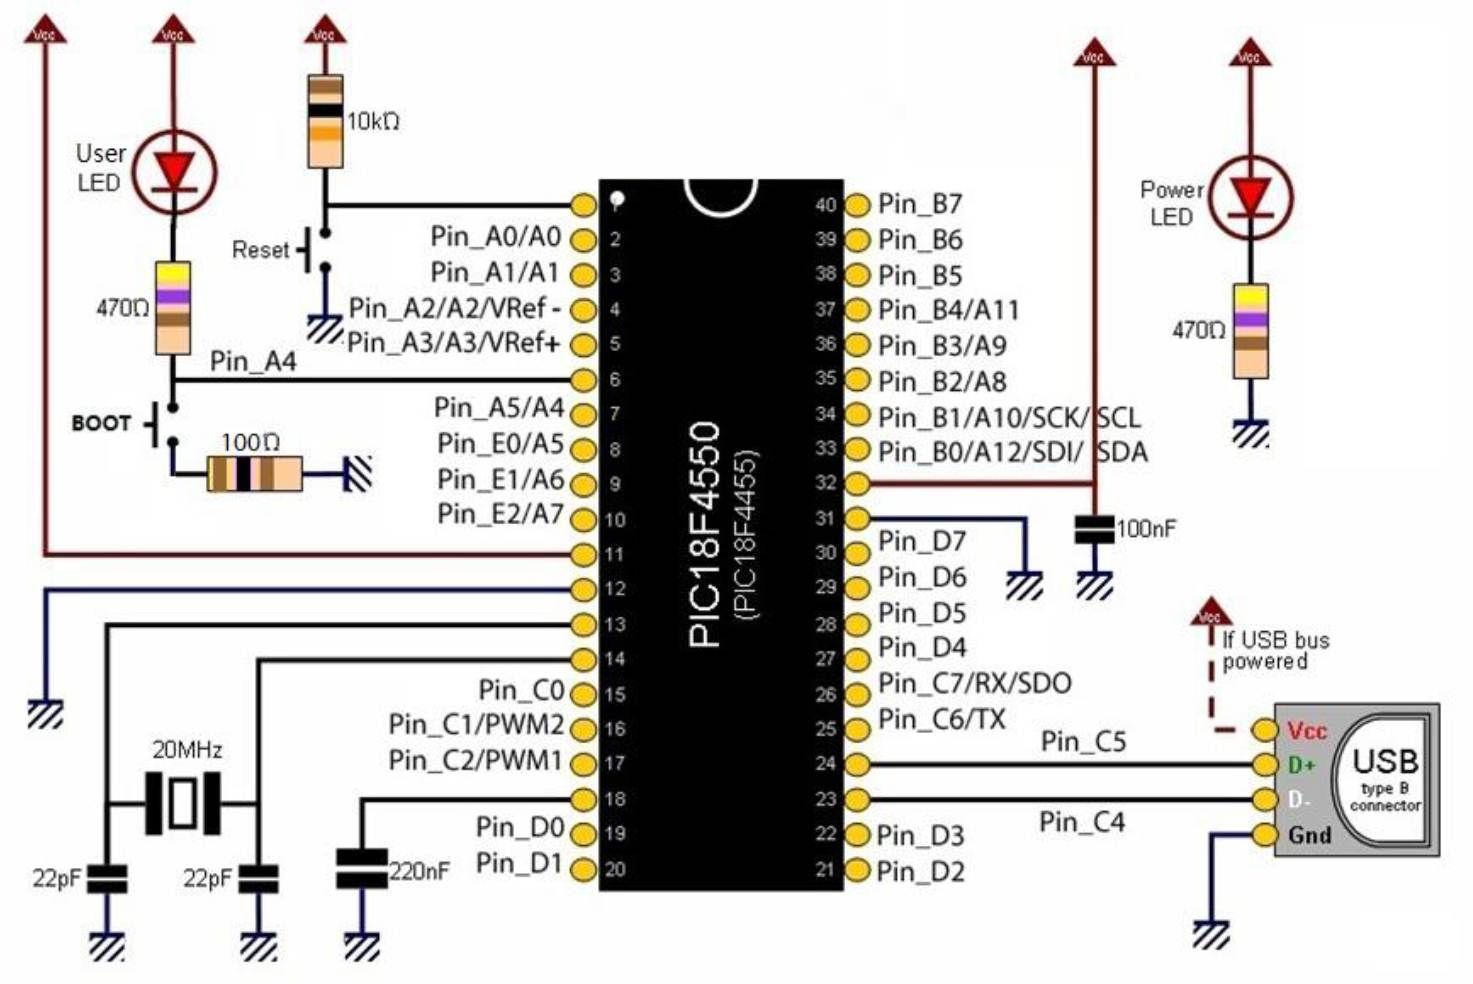 Vcc
Vcc
Vcc
Vcc
Vcc
10kΩ
User
LED
Reset
470Ω
Pin_A4
BOOT
100Ω
Pin_A0/A0
Pin_A1/A1
Pin_A2/A2/VRef -
Pin_A3/A3/VRef+
Pin_A5/A4
Pin_E0/A5
Pin_E1/A6
Pin_E2/A7
Pin_C0
Pin_C1/PWM2
Pin_C2/PWM1
Pin_D0
Pin_D1
20MHz
22pF
22pF
220nF
1
2
3
4
5
6
7
8
9
10
11
12
13
14
15
16
17
18
19
20
PIC18F4550
(PIC18F4455)
40
39
38
37
36
35
34
33
32
31
30
29
28
27
26
25
24
23
22
21
Pin_B7
Pin_B6
Pin_B5
Pin_B4/A11
Pin_B3/A9
Pin_B2/A8
Pin_B1/A10/SCK/ SCL
Pin_B0/A12/SDI/ SDA
Pin_D7
Pin_D6
Pin_D5
Pin_D4
Pin_C7/RX/SDO
Pin_C6/TX
Pin_C5
Pin_C4
Pin_D3
Pin_D2
100nF
Power
LED
470Ω
Vcc
If USB bus
powered
Vcc
D+
D-
Gnd
USB
type B
connector